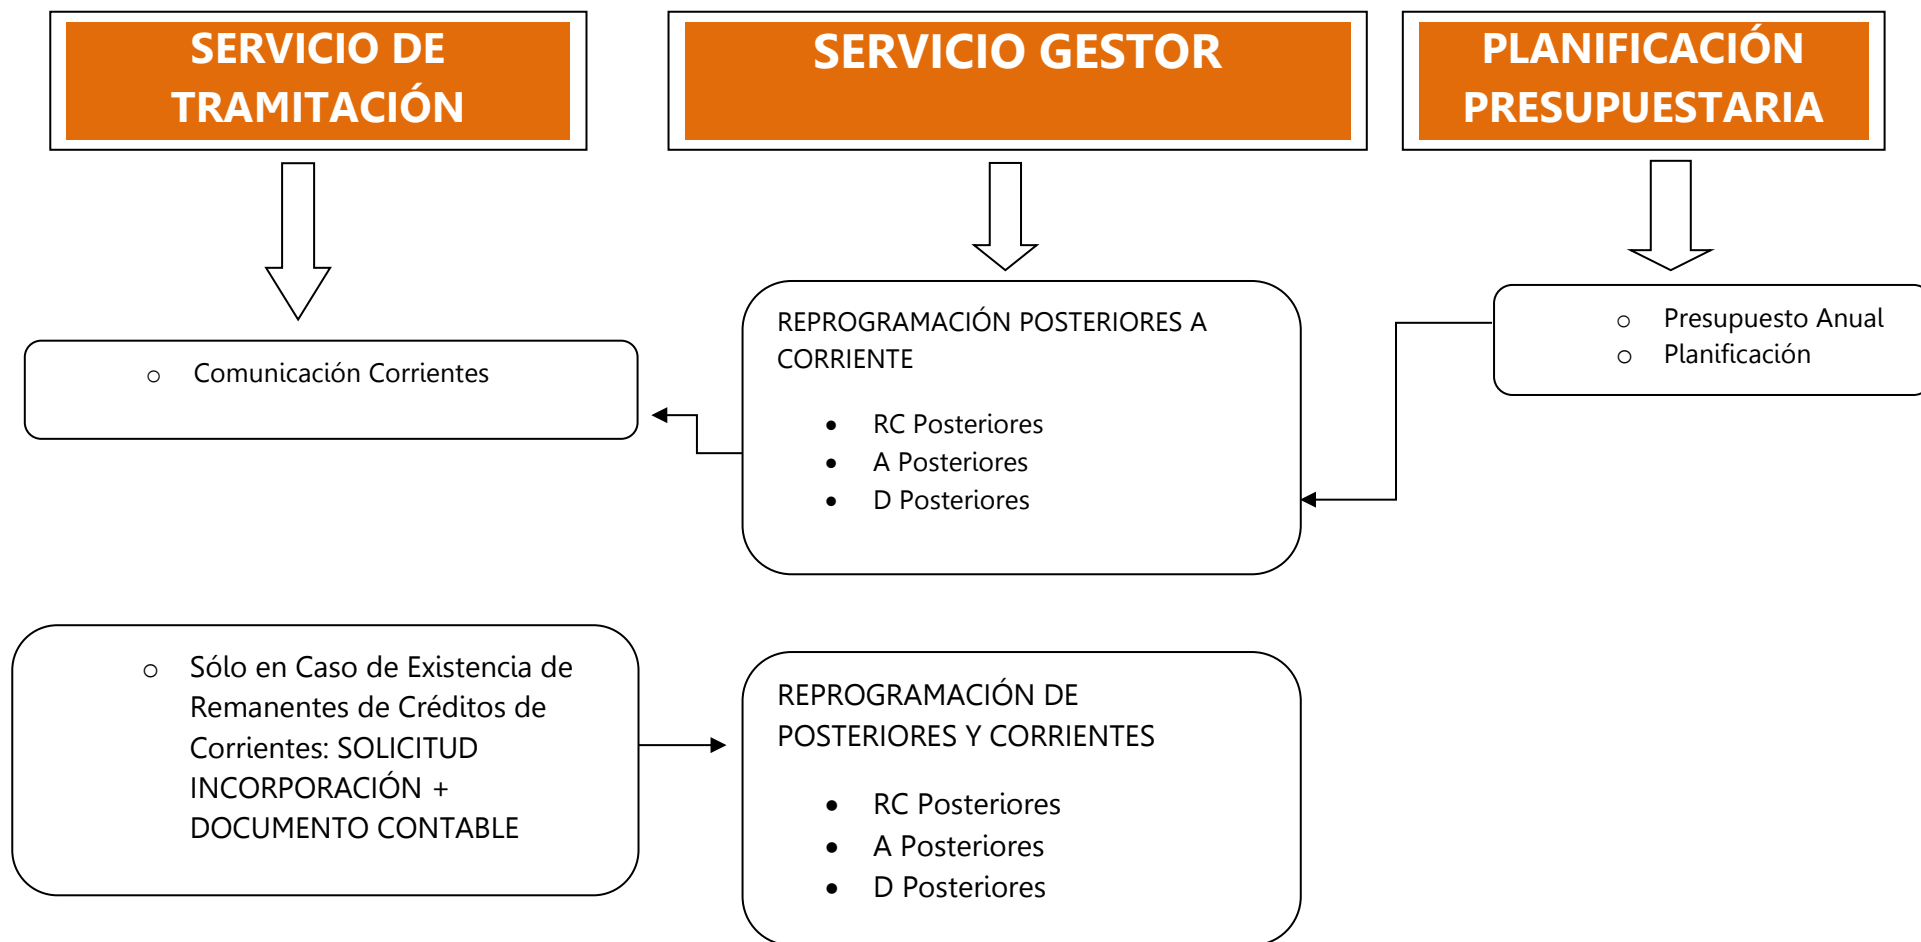 SERVICIO DE
TRAMITACIÓN
SERVICIO GESTOR
PLANIFICACIÓN
PRESUPUESTARIA
o Comunicación Corrientes
REPROGRAMACIÓN POSTERIORES A
CORRIENTE
• RC Posteriores
• A Posteriores
• D Posteriores
o Presupuesto Anual
o Planificación
o Sólo en Caso de Existencia de
Remanentes de Créditos de
Corrientes: SOLICITUD
INCORPORACIÓN +
DOCUMENTO CONTABLE
REPROGRAMACIÓN DE
POSTERIORES Y CORRIENTES
• RC Posteriores
• A Posteriores
• D Posteriores